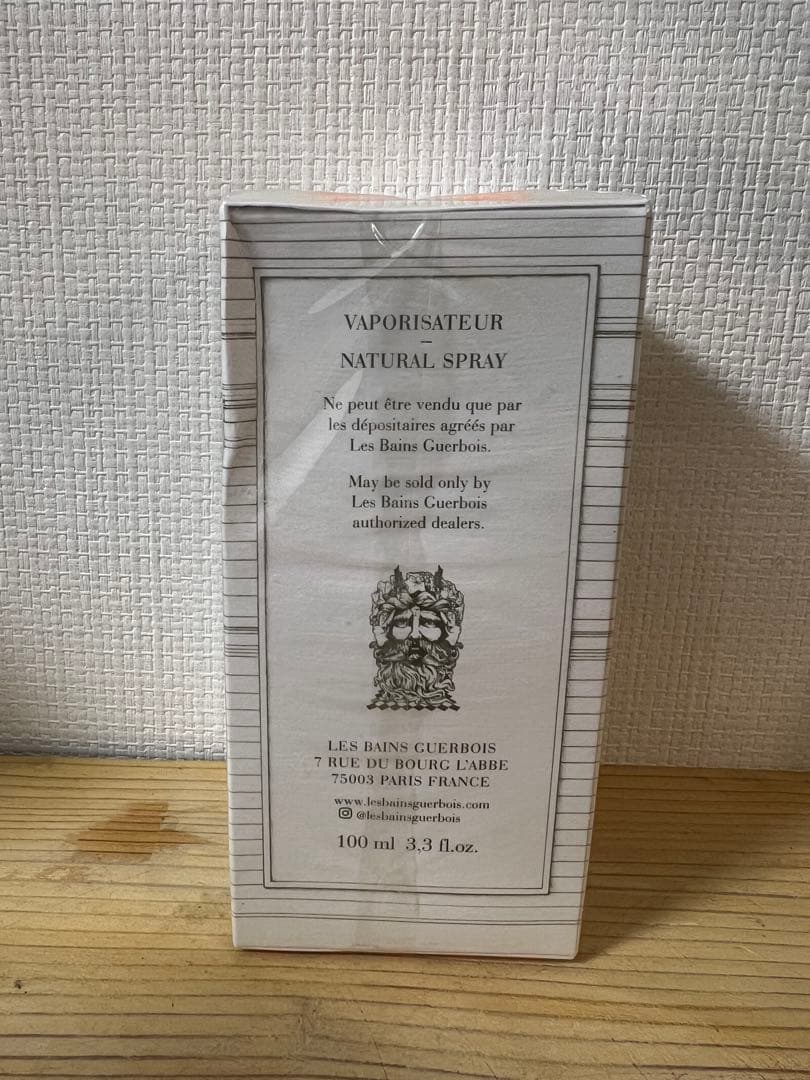 VAPORISATEUR
–
NATURAL SPRAY
Ne peut être vendu que par
les dépositaires agréés par
Les Bains Guerbois.
May be sold only by
Les Bains Guerbois
authorized dealers.
LES BAINS GUERBOIS
7 RUE DU BOURG L'ABBE
75003 PARIS FRANCE
www.lesbainsguerbois.com
@lesbainsguerbois
100 ml 3,3 fl.oz.